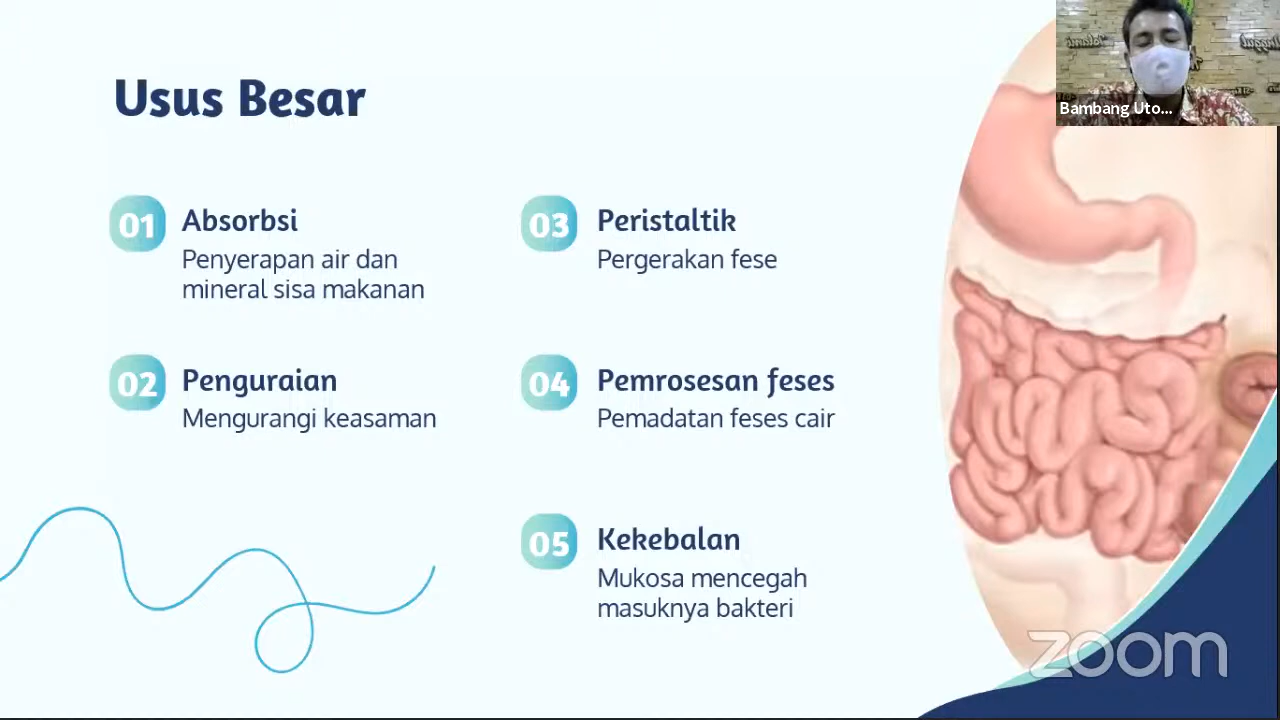 Usus Besar
01
Absorbsi
Penyerapan air dan
mineral sisa makanan
02
Penguraian
Mengurangi keasaman
03
Peristaltik
Pergerakan fese
04
Pemrosesan feses
Pemadatan feses cair
05
Kekebalan
Mukosa mencegah
masuknya bakteri
Bambang Uto...
zoom